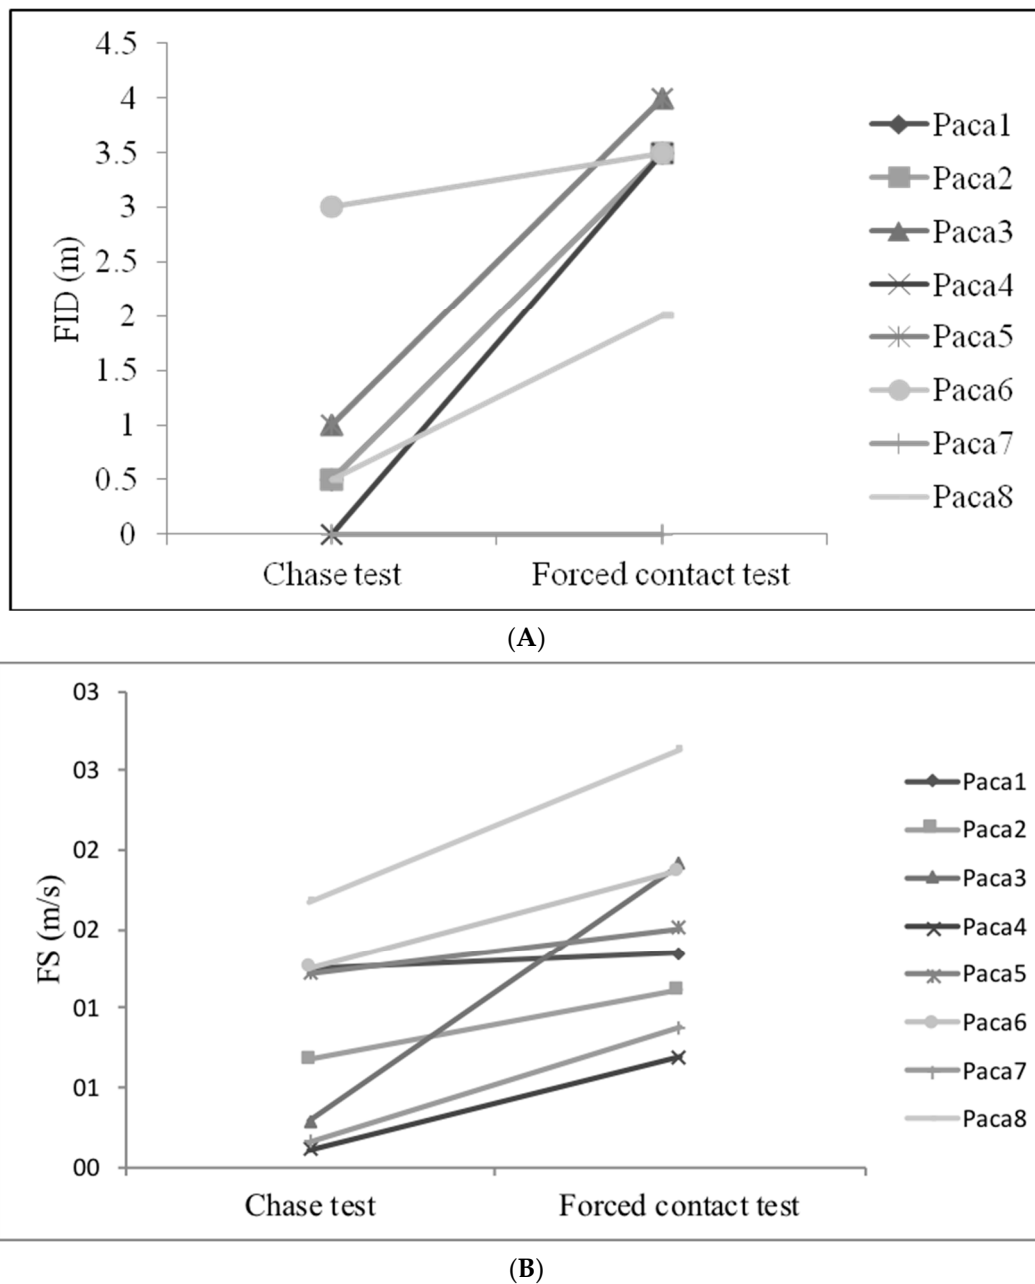 4.5
4
3.5
3
2.5
2
1.5
1
0.5
0
FID (m)
Chase test
Forced contact test
Paca1
Paca2
Paca3
Paca4
Paca5
Paca6
Paca7
Paca8
(A)
03
03
02
02
01
01
00
FS (m/s)
Chase test
Forced contact test
Paca1
Paca2
Paca3
Paca4
Paca5
Paca6
Paca7
Paca8
(B)